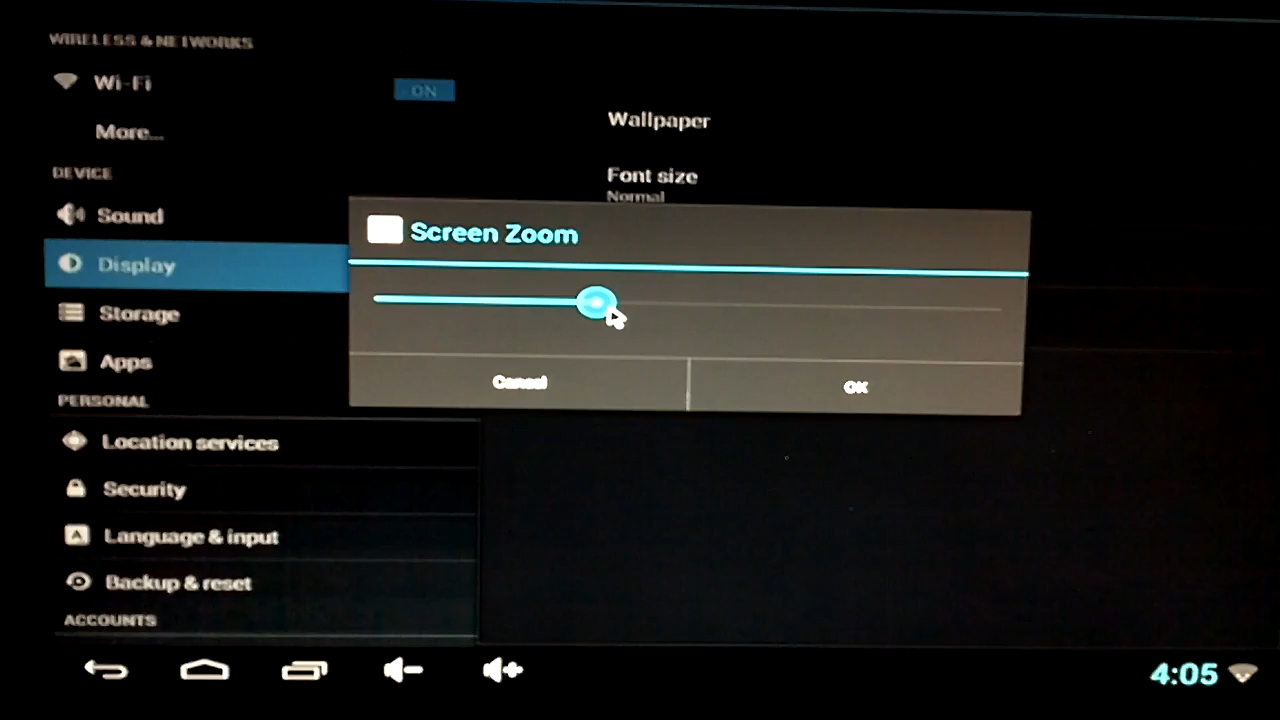 WIRELESS & NETWORKS
Wi-Fi
ON
More...
DEVICE
Sound
Display
Storage
Apps
PERSONAL
Location services
Security
Language & input
Backup & reset
ACCOUNTS
Wallpaper
Font size
Normal
Screen Zoom
Cancel
OK
4:05